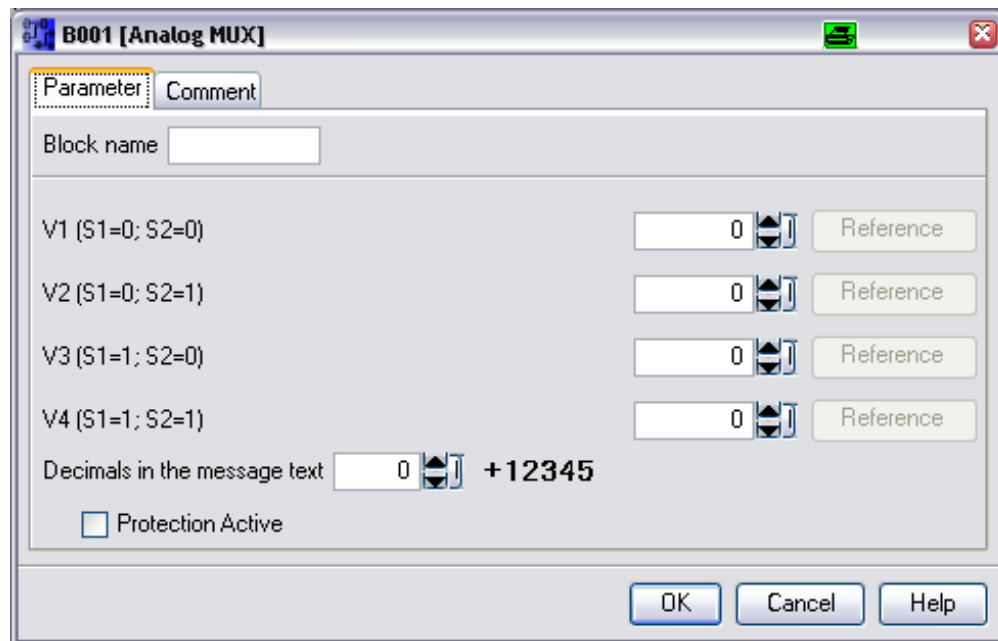 B001 [Analog MUX]
Parameter Comment
Block name
V1 (S1=0; S2=0) 0 Reference
V2 (S1=0; S2=1) 0 Reference
V3 (S1=1; S2=0) 0 Reference
V4 (S1=1; S2=1) 0 Reference
Decimals in the message text 0 +12345
Protection Active
OK Cancel Help